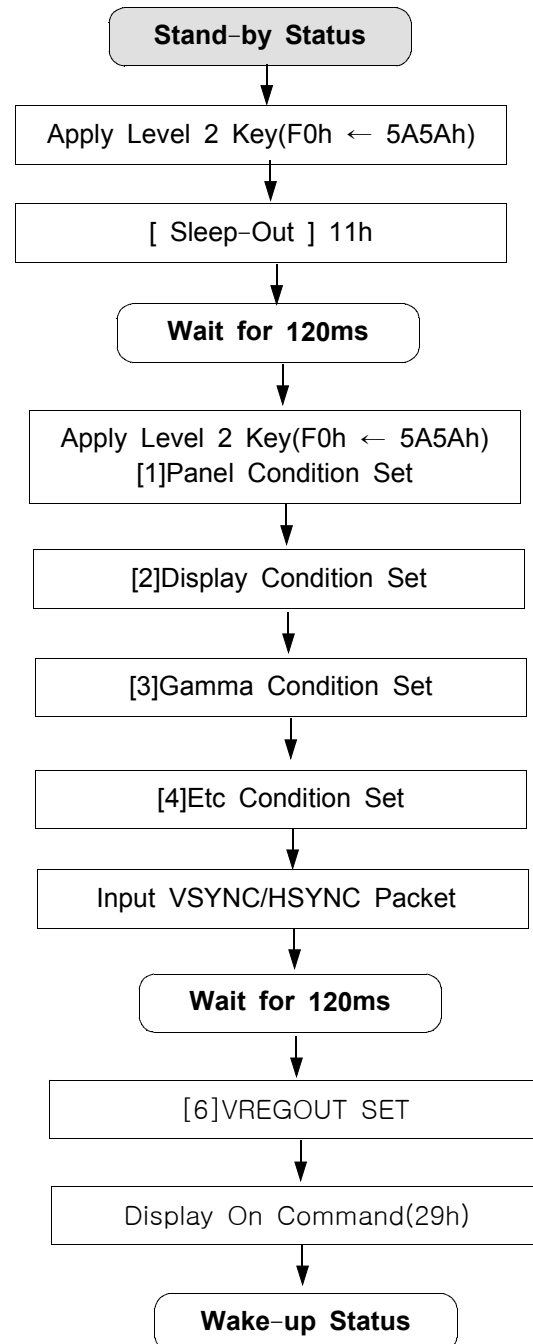 Stand-by Status
Apply Level 2 Key(F0h ← 5A5Ah)
[ Sleep-Out ] 11h
Wait for 120ms
Apply Level 2 Key(F0h ← 5A5Ah)
[1]Panel Condition Set
[2]Display Condition Set
[3]Gamma Condition Set
[4]Etc Condition Set
Input VSYNC/HSYNC Packet
Wait for 120ms
[6]VREGOUT SET
Display On Command(29h)
Wake-up Status